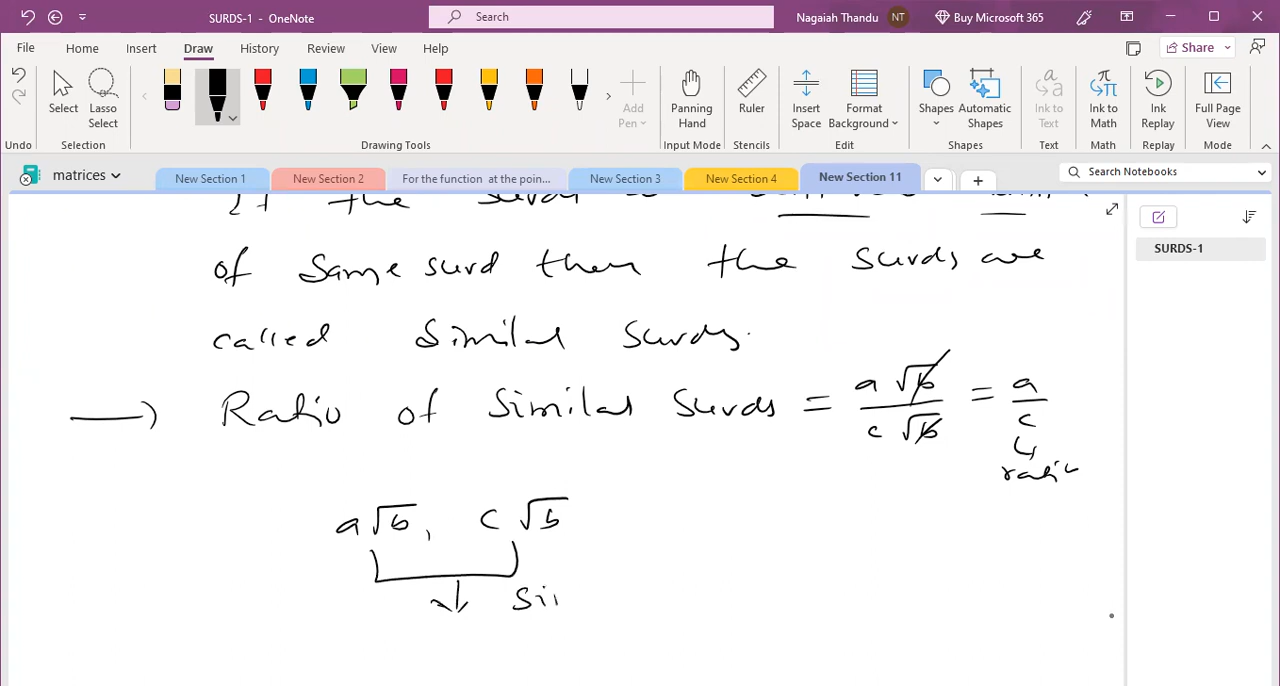 SURDS-1 - OneNote
Search
Nagaiah Thandu NT
Buy Microsoft 365
File Home Insert Draw History Review View Help
Share
Select
Lasso Select
Add Pen
Panning Hand
Ruler
Insert Space
Format Background
Shapes
Automatic Shapes
Ink to Text
Ink to Math
Ink Replay
Full Page View
Undo Selection Drawing Tools Input Mode Stencils Edit Shapes Text Math Replay Mode
matrices
New Section 1
New Section 2
For the function at the poin...
New Section 3
New Section 4
New Section 11
+
Search Notebooks
SURDS-1
If the surds
of same surd then the surds are
called similar surds.
→ Ratio of similar surds = a√b / c√b = a / c
ratio
a√b, c√b